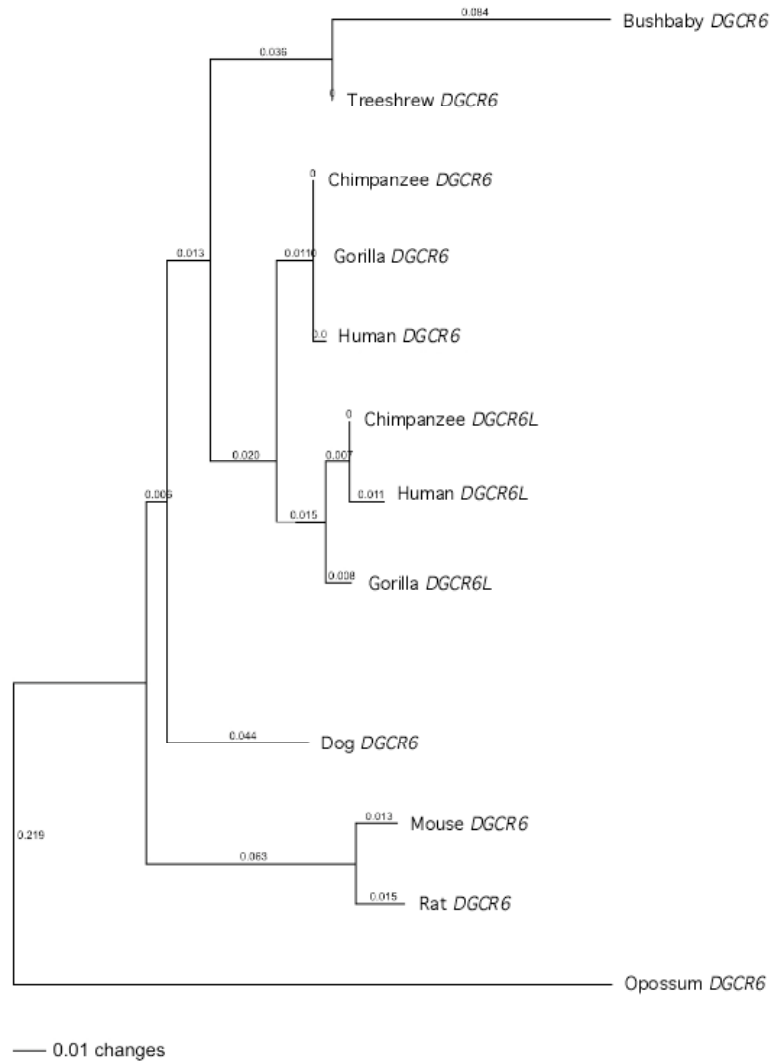 0.084
Bushbaby DGCR6
0.036
0
Treeshrew DGCR6
0
Chimpanzee DGCR6
0.013
0.0110
Gorilla DGCR6
0.0
Human DGCR6
0
Chimpanzee DGCR6L
0.020
0.007
0.011
Human DGCR6L
0.006
0.015
0.008
Gorilla DGCR6L
0.044
Dog DGCR6
0.013
Mouse DGCR6
0.219
0.063
0.015
Rat DGCR6
Opossum DGCR6
0.01 changes